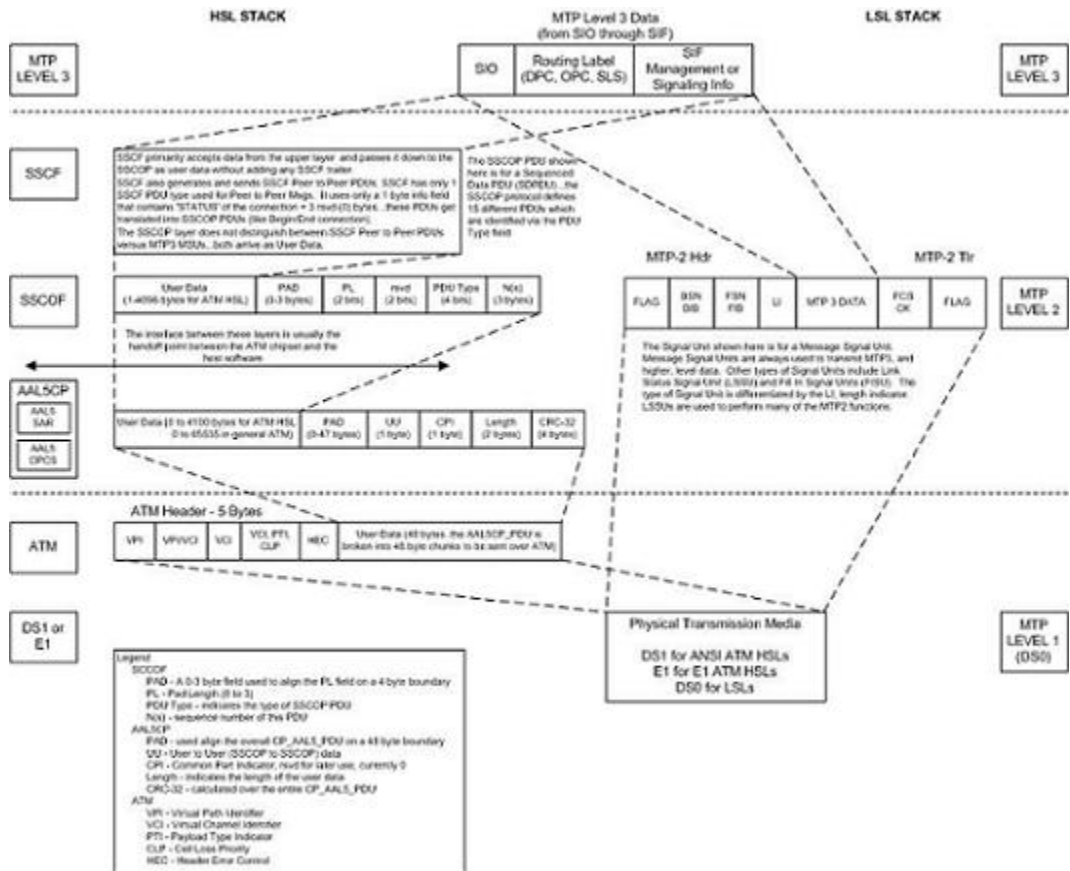 HSL STACK
MTP Level 3 Data
(from SIO through SIF)
LSL STACK
MTP
LEVEL 3
SIO
Routing Label
(DPC, OPC, SLS)
SIF
Management or
Signaling Info
MTP
LEVEL 3
SSCF
SSCF primarily accepts data from the upper layer and passes it down to the
SSCOP as user data without adding any SSCF trailer.
SSCF also generates and sends SSCF Peer to Peer PDUs. SSCF has only 1
SSCF PDU type used for Peer to Peer Msgs. It uses only a 1 byte info field
that contains "STATUS" of the connection + 3 rsvd (0) bytes...these PDUs get
translated into SSCOP PDUs (like Begin/End connection).
The SSCOP layer does not distinguish between SSCF Peer to Peer PDUs
versus MTP3 MSUs...both arrive as User Data.
The SSCOP PDU shown
here is for a Sequenced
Data PDU (SDPDU)...the
SSCOP protocol defines
15 different PDUs which
are identified via the PDU
Type field
MTP-2 Hdr
MTP-2 Tlr
SSCOF
User Data
(1-4096 bytes for ATM HSL)
PAD
(0-3 bytes)
PL
(2 bits)
rsvd
(2 bits)
PDU Type
(4 bits)
N(s)
(3 bytes)
FLAG
BSN
BIB
FSN
FIB
LI
MTP 3 DATA
FCS
CK
FLAG
MTP
LEVEL 2
The interface between these layers is usually the
handoff point between the ATM chipset and the
host software
The Signal Unit shown here is for a Message Signal Unit.
Message Signal Units are always used to transmit MTP3, and
higher, level data. Other types of Signal Units include Link
Status Signal Unit (LSSU) and Fill In Signal Units (FISU). The
type of Signal Unit is differentiated by the LI, length indicator
LSSUs are used to perform many of the MTP2 functions.
AAL5CP
AAL5
SAR
AAL5
CPCS
User Data (0 to 4100 bytes for ATM HSL
0 to 65535 in general ATM)
PAD
(0-47 bytes)
UU
(1 byte)
CPI
(1 byte)
Length
(2 bytes)
CRC-32
(4 bytes)
ATM Header - 5 Bytes
ATM
VPI
VPI/VCI
VCI
VCI, PTI,
CLP
HEC
User Data (48 bytes, the AAL5CP_PDU is
broken into 48 byte chunks to be sent over ATM)
DS1 or
E1
Physical Transmission Media
DS1 for ANSI ATM HSLs
E1 for E1 ATM HSLs
DS0 for LSLs
MTP
LEVEL 1
(DS0)
Legend
SCCOF
PAD - A 0-3 byte field used to align the PL field on a 4 byte boundary
PL - Pad Length (0 to 3)
PDU Type - indicates the type of SSCOP PDU
N(s) - sequence number of this PDU
AAL5CP
PAD - used align the overall CP_AAL5_PDU on a 48 byte boundary
UU - User to User (SSCOP to SSCOP) data
CPI - Common Part Indicator, rsvd for later use, currently 0
Length - indicates the length of the user data
CRC-32 - calculated over the entire CP_AAL5_PDU
ATM
VPI - Virtual Path Identifier
VCI - Virtual Channel Identifier
PTI - Payload Type Indicator
CLP - Cell Loss Priority
HEC - Header Error Control